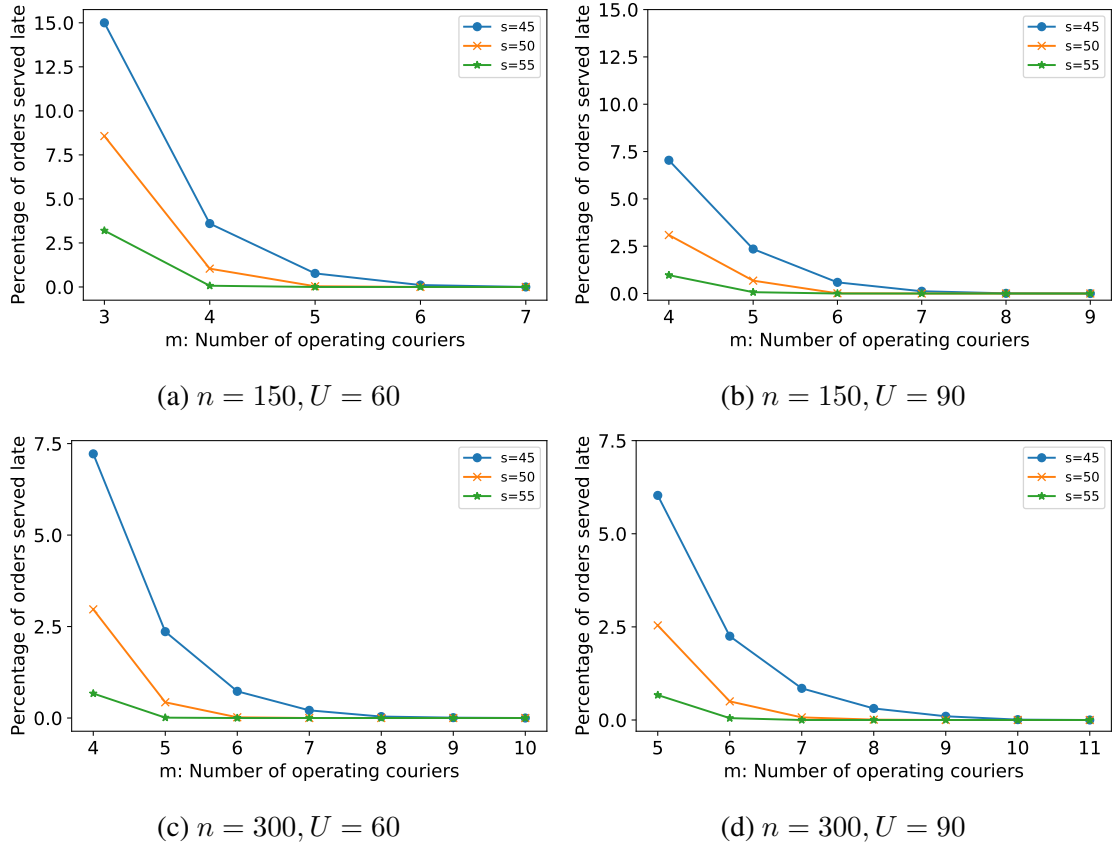 Percentage of orders served late
15.0
12.5
10.0
7.5
5.0
2.5
0.0
3 4 5 6 7
m: Number of operating couriers
s=45
s=50
s=55
(a) n = 150, U = 60
Percentage of orders served late
15.0
12.5
10.0
7.5
5.0
2.5
0.0
4 5 6 7 8 9
m: Number of operating couriers
s=45
s=50
s=55
(b) n = 150, U = 90
Percentage of orders served late
7.5
5.0
2.5
0.0
4 5 6 7 8 9 10
m: Number of operating couriers
s=45
s=50
s=55
(c) n = 300, U = 60
Percentage of orders served late
7.5
5.0
2.5
0.0
5 6 7 8 9 10 11
m: Number of operating couriers
s=45
s=50
s=55
(d) n = 300, U = 90